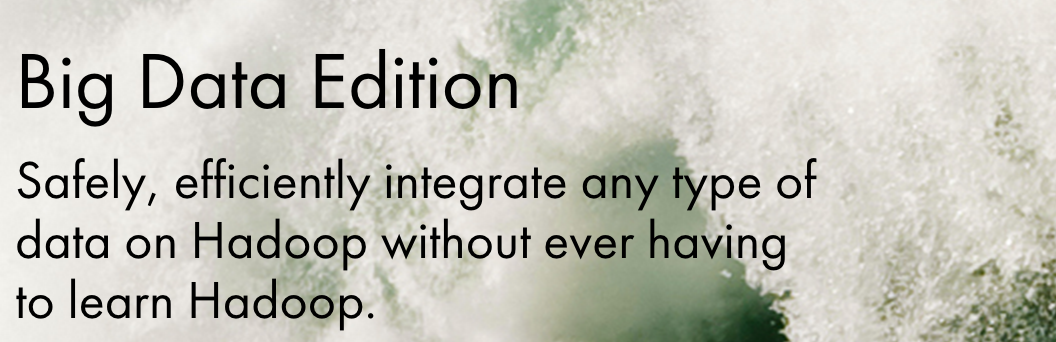 Big Data Edition
Safely, efficiently integrate any type of
data on Hadoop without ever having
to learn Hadoop.